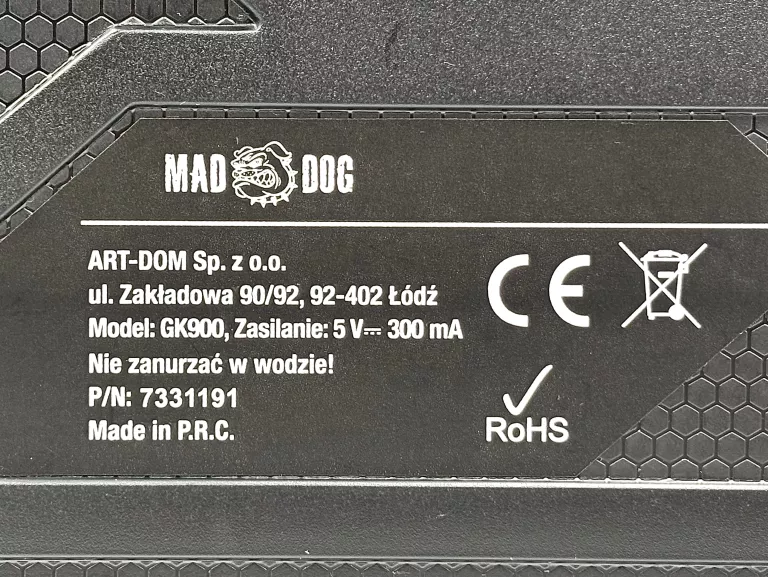 MAD DOG
ART-DOM Sp. z o.o.
ul. Zakładowa 90/92, 92-402 Łódź
Model: GK900, Zasilanie: 5 V⎓ 300 mA
Nie zanurzać w wodzie!
P/N: 7331191
Made in P.R.C.
CE
RoHS